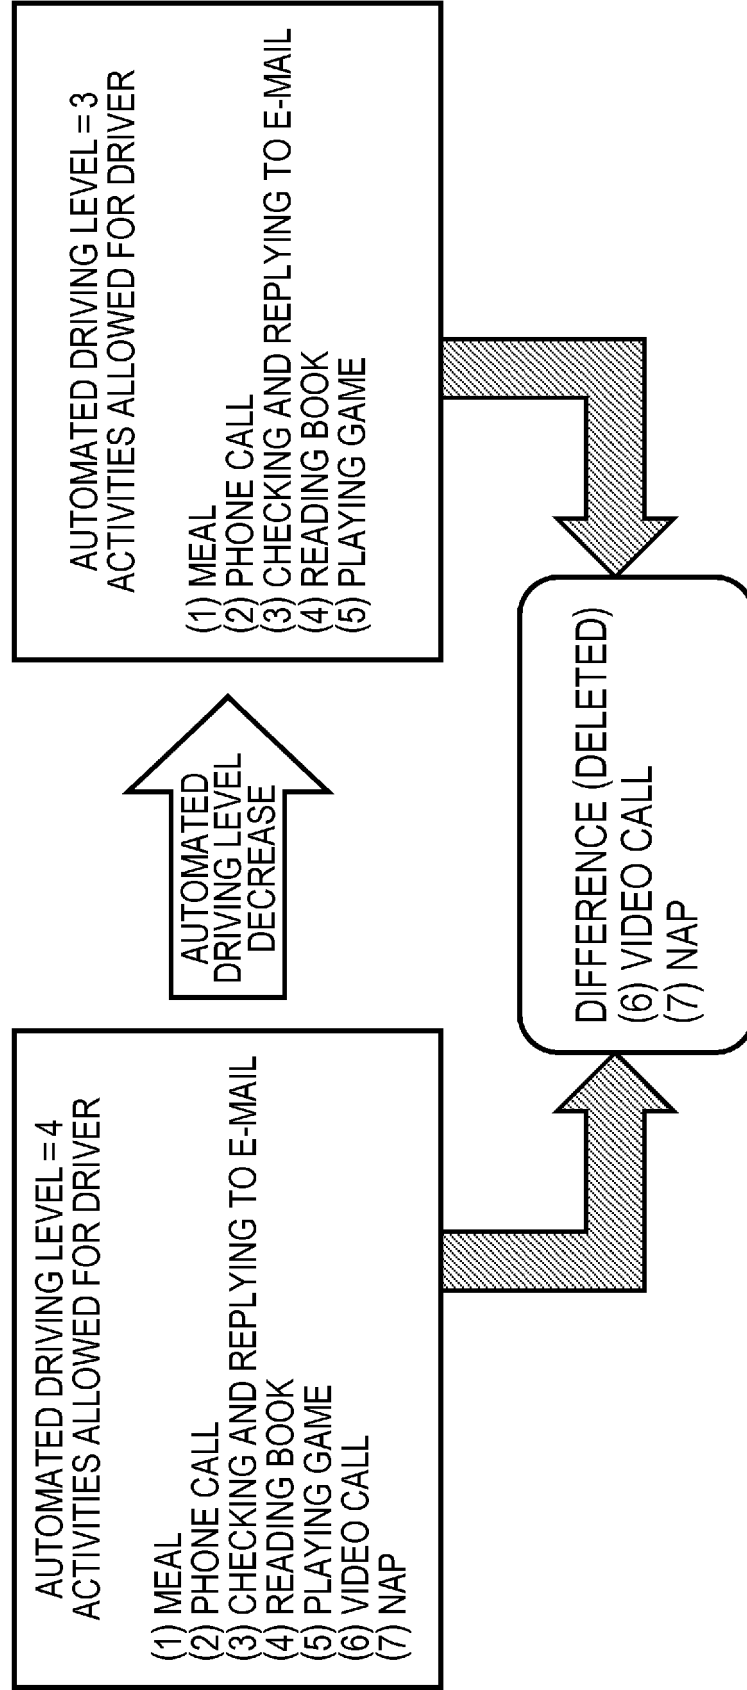 AUTOMATED DRIVING LEVEL = 4
ACTIVITIES ALLOWED FOR DRIVER
(1) MEAL
(2) PHONE CALL
(3) CHECKING AND REPLYING TO E-MAIL
(4) READING BOOK
(5) PLAYING GAME
(6) VIDEO CALL
(7) NAP
AUTOMATED
DRIVING LEVEL
DECREASE
AUTOMATED DRIVING LEVEL = 3
ACTIVITIES ALLOWED FOR DRIVER
(1) MEAL
(2) PHONE CALL
(3) CHECKING AND REPLYING TO E-MAIL
(4) READING BOOK
(5) PLAYING GAME
DIFFERENCE (DELETED)
(6) VIDEO CALL
(7) NAP